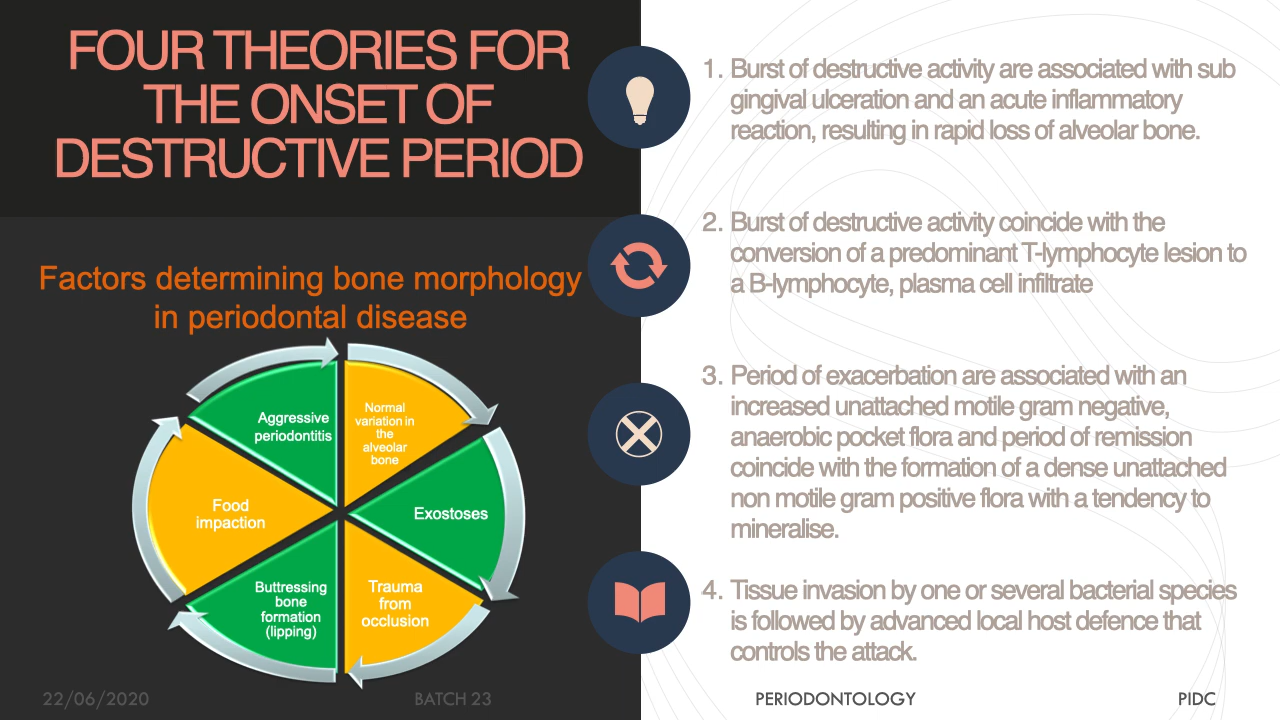 FOUR THEORIES FOR
THE ONSET OF
DESTRUCTIVE PERIOD
Factors determining bone morphology
in periodontal disease
Aggressive
periodontitis
Normal
variation in
the
alveolar
bone
Food
impaction
Exostoses
Buttressing
bone
formation
(lipping)
Trauma
from
occlusion
1. Burst of destructive activity are associated with sub
gingival ulceration and an acute inflammatory
reaction, resulting in rapid loss of alveolar bone.
2. Burst of destructive activity coincide with the
conversion of a predominant T-lymphocyte lesion to
a B-lymphocyte, plasma cell infiltrate
3. Period of exacerbation are associated with an
increased unattached motile gram negative,
anaerobic pocket flora and period of remission
coincide with the formation of a dense unattached
non motile gram positive flora with a tendency to
mineralise.
4. Tissue invasion by one or several bacterial species
is followed by advanced local host defence that
controls the attack.
22/06/2020
BATCH 23
PERIODONTOLOGY
PIDC